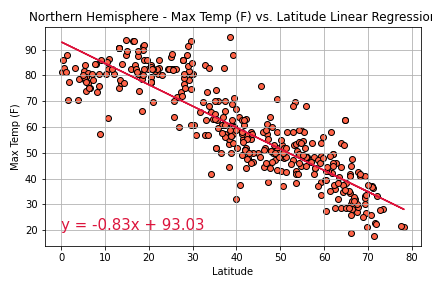 Northern Hemisphere - Max Temp (F) vs. Latitude Linear Regression
90
80
70
60
50
40
30
20
Max Temp (F)
y = -0.83x + 93.03
0 10 20 30 40 50 60 70 80
Latitude